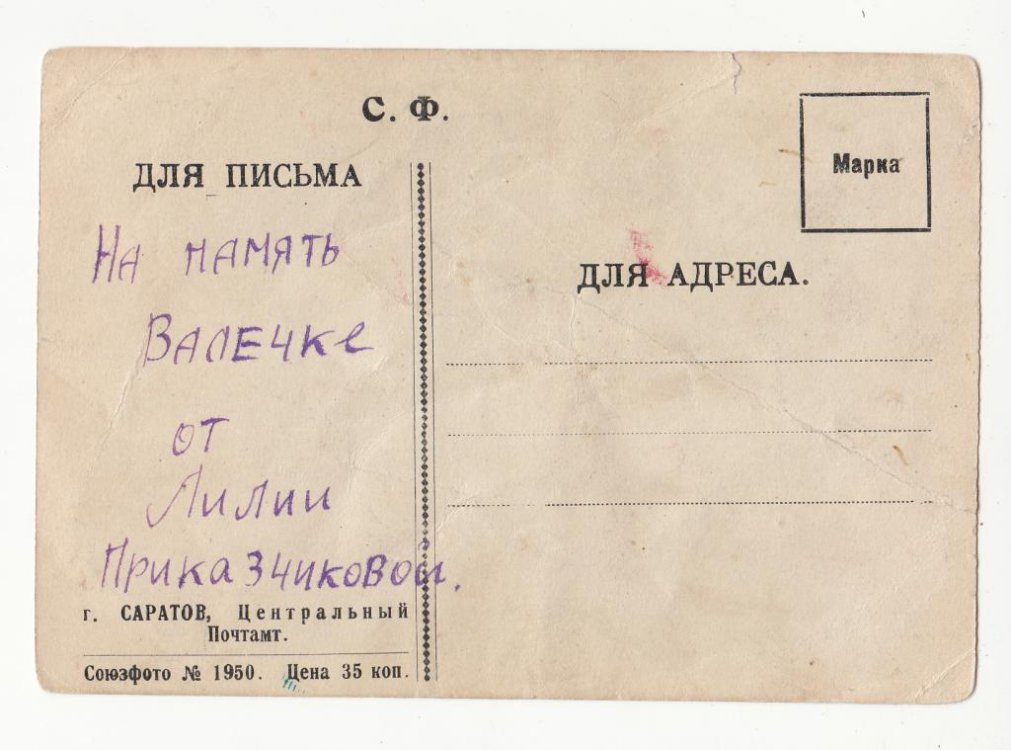 С. Ф.
ДЛЯ ПИСЬМА
На память
Валечке
от
Лилии
Приказчиковой.
г. САРАТОВ, Центральный
Почтамт.
Союзфото № 1950. Цена 35 коп.
Марка
ДЛЯ АДРЕСА.